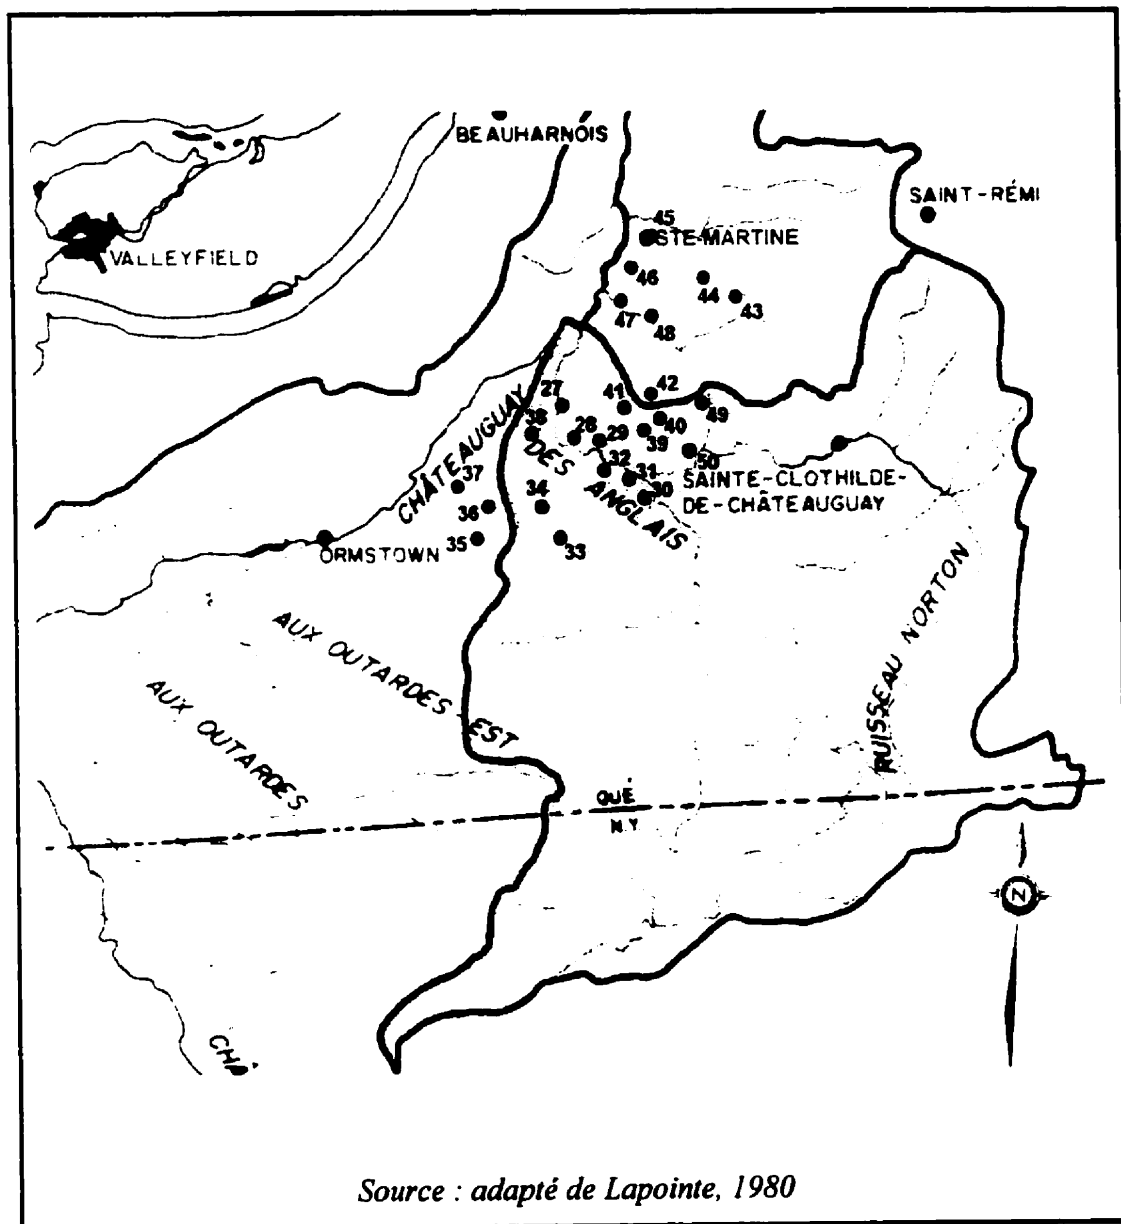 BEAUHARNOIS
SAINT-RÉMI
VALLEYFIELD
45
STE-MARTINE
46
44
43
47
48
42
41
27
40
49
38
28
29
39
32
31
50
30
37
36
34
35
33
CHÂTEAUGUAY
DES ANGLAIS
SAINTE-CLOTHILDE-
DE-CHÂTEAUGUAY
ORMSTOWN
AUX OUTARDES EST
AUX OUTARDES
RUISSEAU NORTON
QUÉ
N.Y.
N
CHÂ
Source : adapté de Lapointe, 1980